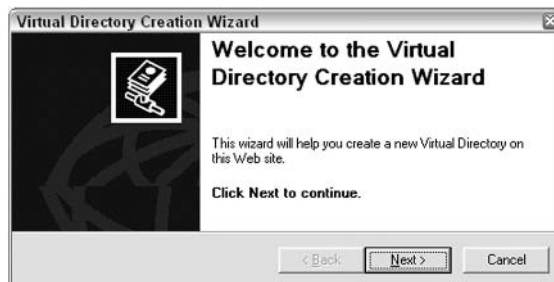 Virtual Directory Creation Wizard
Welcome to the Virtual
Directory Creation Wizard
This wizard will help you create a new Virtual Directory on
this Web site.
Click Next to continue.
< Back Next > Cancel